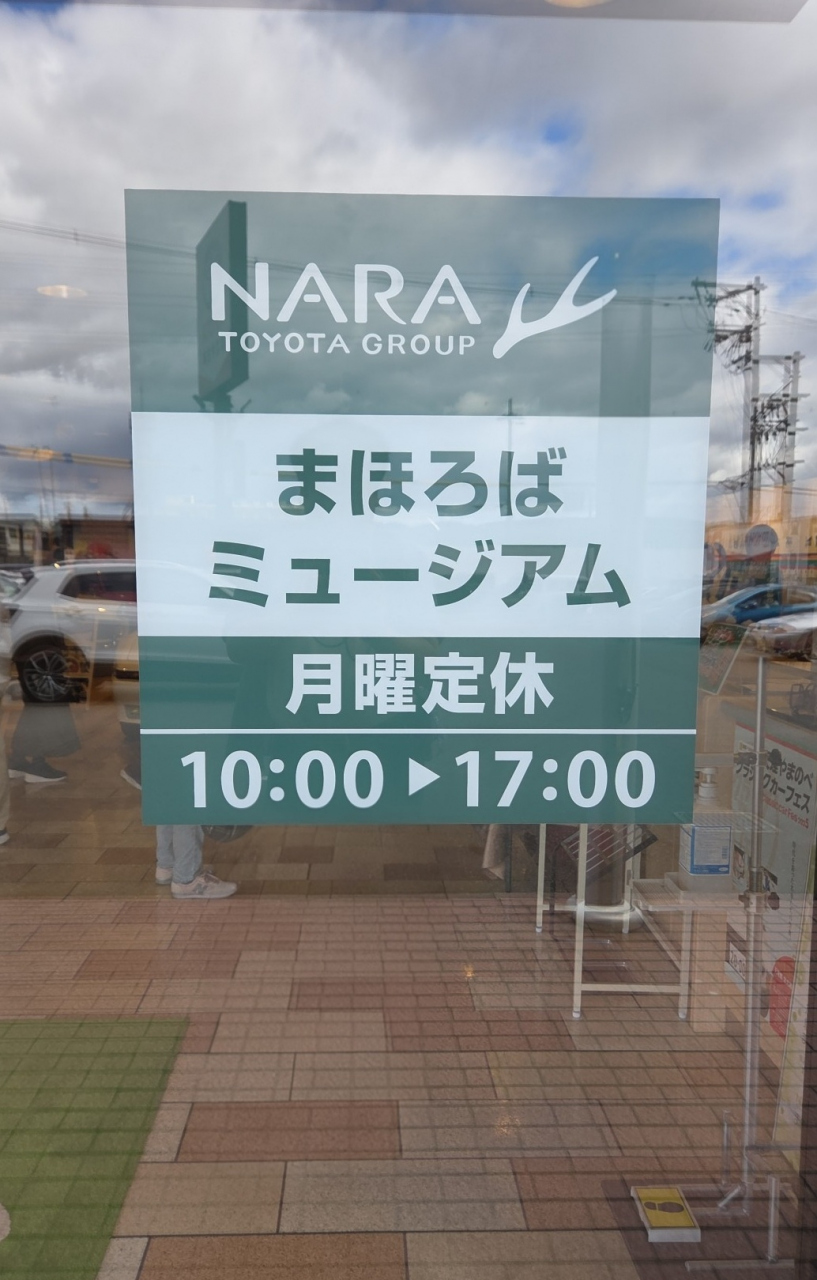 NARA
TOYOTA GROUP
まほろば
ミュージアム
月曜定休
10:00▶17:00